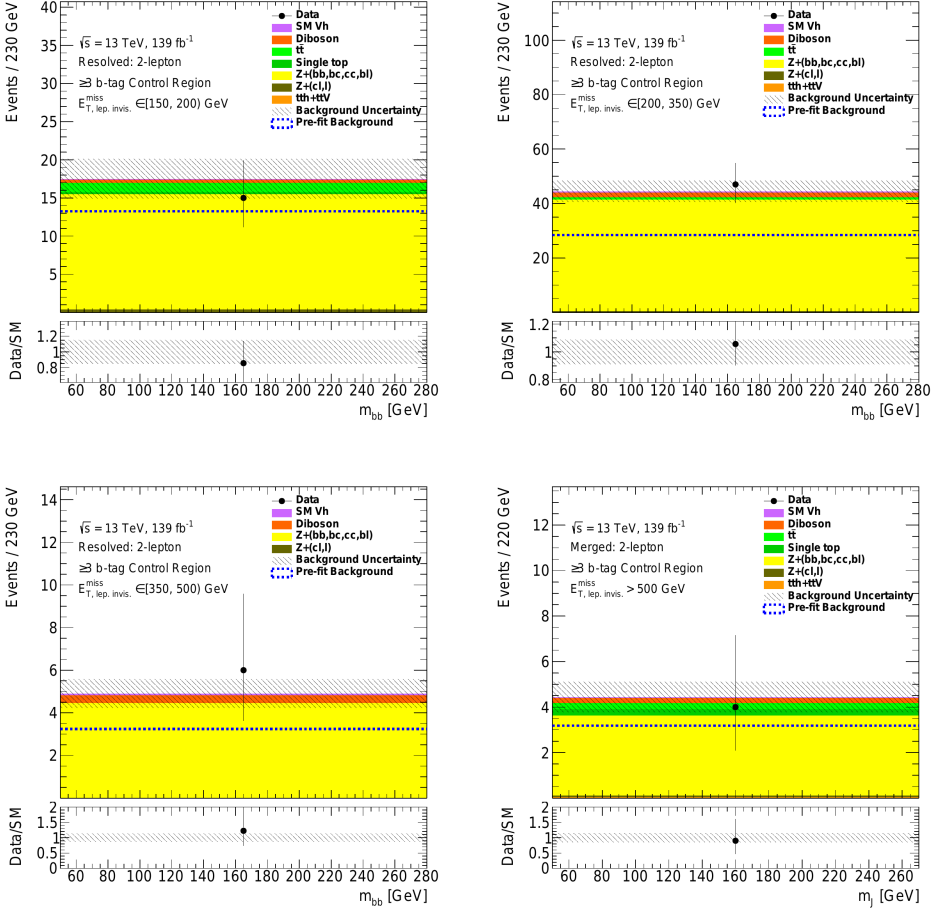 Events / 230 GeV
40
35
30
25
20
15
10
5
√s = 13 TeV, 139 fb-1
Resolved: 2-lepton
≥3 b-tag Control Region
E miss T, lep. invis. ∈[150, 200) GeV
Data
SM Vh
Diboson
tt̄
Single top
Z+(bb,bc,cc,bl)
Z+(cl,l)
tth+ttV
Background Uncertainty
Pre-fit Background
Data/SM
1.2
1
0.8
60 80 100 120 140 160 180 200 220 240 260 280
mbb [GeV]
Events / 230 GeV
100
80
60
40
20
√s = 13 TeV, 139 fb-1
Resolved: 2-lepton
≥3 b-tag Control Region
E miss T, lep. invis. ∈[200, 350) GeV
Data
SM Vh
Diboson
tt̄
Z+(bb,bc,cc,bl)
Z+(cl,l)
tth+ttV
Background Uncertainty
Pre-fit Background
Data/SM
1.2
1
0.8
60 80 100 120 140 160 180 200 220 240 260 280
mbb [GeV]
Events / 230 GeV
14
12
10
8
6
4
2
√s = 13 TeV, 139 fb-1
Resolved: 2-lepton
≥3 b-tag Control Region
E miss T, lep. invis. ∈[350, 500) GeV
Data
SM Vh
Diboson
Z+(bb,bc,cc,bl)
Z+(cl,l)
Background Uncertainty
Pre-fit Background
Data/SM
2
1.5
1
0.5
0
60 80 100 120 140 160 180 200 220 240 260 280
mbb [GeV]
Events / 220 GeV
12
10
8
6
4
2
√s = 13 TeV, 139 fb-1
Merged: 2-lepton
≥3 b-tag Control Region
E miss T, lep. invis. > 500 GeV
Data
SM Vh
Diboson
tt̄
Single top
Z+(bb,bc,cc,bl)
Z+(cl,l)
tth+ttV
Background Uncertainty
Pre-fit Background
Data/SM
2
1.5
1
0.5
0
60 80 100 120 140 160 180 200 220 240 260
mJ [GeV]